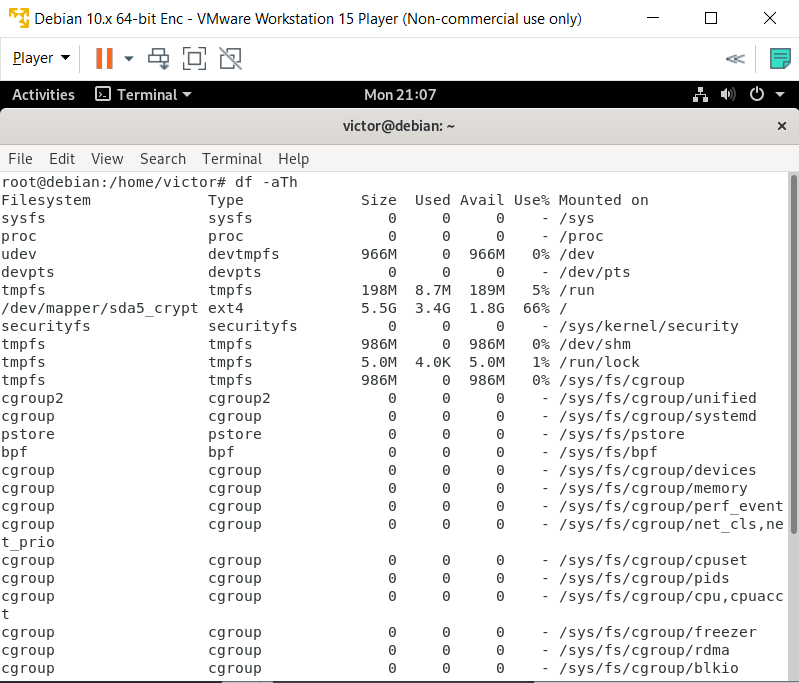 Debian 10.x 64-bit Enc - VMware Workstation 15 Player (Non-commercial use only)
Player
Activities Terminal Mon 21:07
victor@debian: ~
File Edit View Search Terminal Help
root@debian:/home/victor# df -aTh
Filesystem Type Size Used Avail Use% Mounted on
sysfs sysfs 0 0 0 - /sys
proc proc 0 0 0 - /proc
udev devtmpfs 966M 0 966M 0% /dev
devpts devpts 0 0 0 - /dev/pts
tmpfs tmpfs 198M 8.7M 189M 5% /run
/dev/mapper/sda5_crypt ext4 5.5G 3.4G 1.8G 66% /
securityfs securityfs 0 0 0 - /sys/kernel/security
tmpfs tmpfs 986M 0 986M 0% /dev/shm
tmpfs tmpfs 5.0M 4.0K 5.0M 1% /run/lock
tmpfs tmpfs 986M 0 986M 0% /sys/fs/cgroup
cgroup2 cgroup2 0 0 0 - /sys/fs/cgroup/unified
cgroup cgroup 0 0 0 - /sys/fs/cgroup/systemd
pstore pstore 0 0 0 - /sys/fs/pstore
bpf bpf 0 0 0 - /sys/fs/bpf
cgroup cgroup 0 0 0 - /sys/fs/cgroup/devices
cgroup cgroup 0 0 0 - /sys/fs/cgroup/memory
cgroup cgroup 0 0 0 - /sys/fs/cgroup/perf_event
cgroup cgroup 0 0 0 - /sys/fs/cgroup/net_cls,ne
t_prio
cgroup cgroup 0 0 0 - /sys/fs/cgroup/cpuset
cgroup cgroup 0 0 0 - /sys/fs/cgroup/pids
cgroup cgroup 0 0 0 - /sys/fs/cgroup/cpu,cpuacc
t
cgroup cgroup 0 0 0 - /sys/fs/cgroup/freezer
cgroup cgroup 0 0 0 - /sys/fs/cgroup/rdma
cgroup cgroup 0 0 0 - /sys/fs/cgroup/blkio